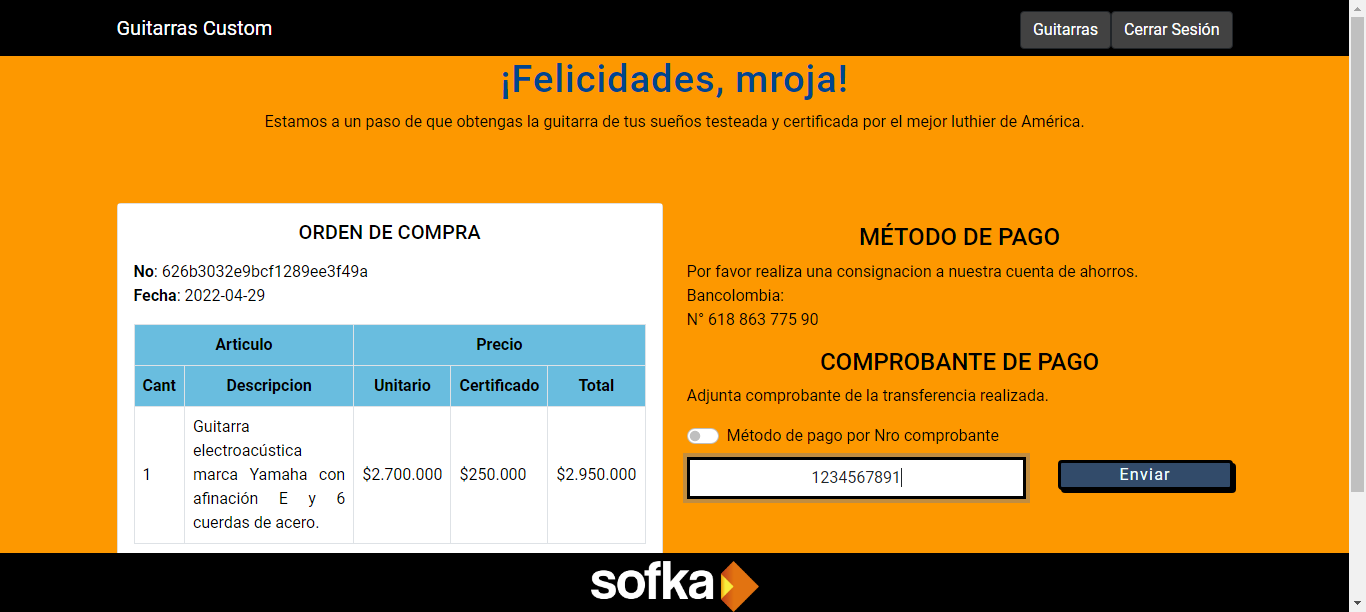 Guitarras Custom
Guitarras
Cerrar Sesión
¡Felicidades, mroja!
Estamos a un paso de que obtengas la guitarra de tus sueños testeada y certificada por el mejor luthier de América.
ORDEN DE COMPRA
No: 626b3032e9bcf1289ee3f49a
Fecha: 2022-04-29
Articulo Precio
Cant Descripcion Unitario Certificado Total
1
Guitarra
electroacústica
marca Yamaha con
afinación E y 6
cuerdas de acero.
$2.700.000 $250.000 $2.950.000
MÉTODO DE PAGO
Por favor realiza una consignacion a nuestra cuenta de ahorros.
Bancolombia:
N° 618 863 775 90
COMPROBANTE DE PAGO
Adjunta comprobante de la transferencia realizada.
Método de pago por Nro comprobante
1234567891
Enviar
sofka